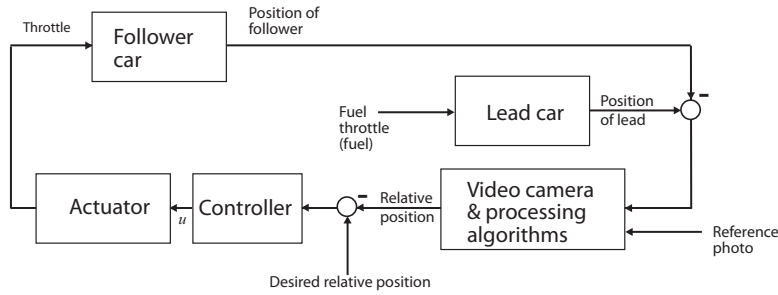 Throttle
Follower
car
Position of
follower
-
Fuel
throttle
(fuel)
Lead car
Position
of lead
Actuator
u
Controller
-
Relative
position
Video camera
& processing
algorithms
Reference
photo
Desired relative position